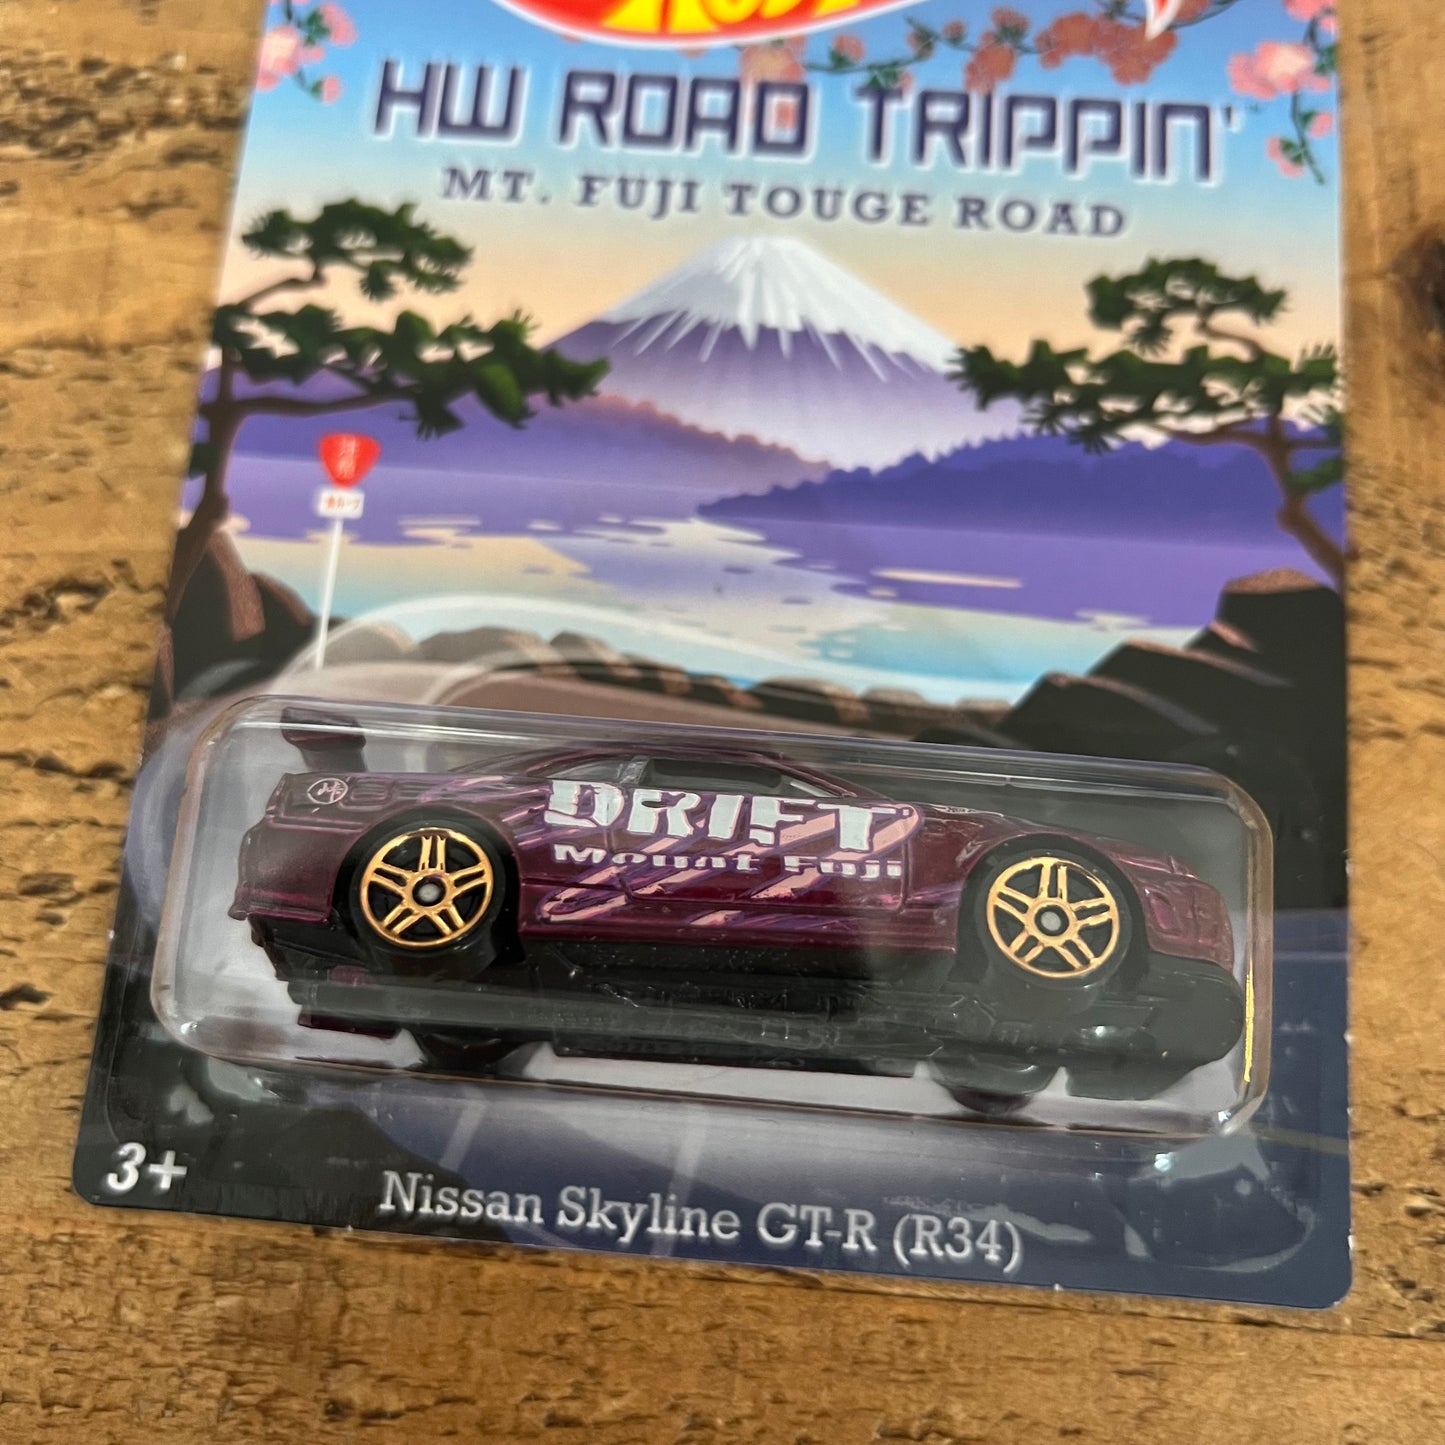 HW ROAD TRIPPIN'
MT. FUJI TOUGE ROAD
DRIFT
Mount Fuji
3+
Nissan Skyline GT-R (R34)